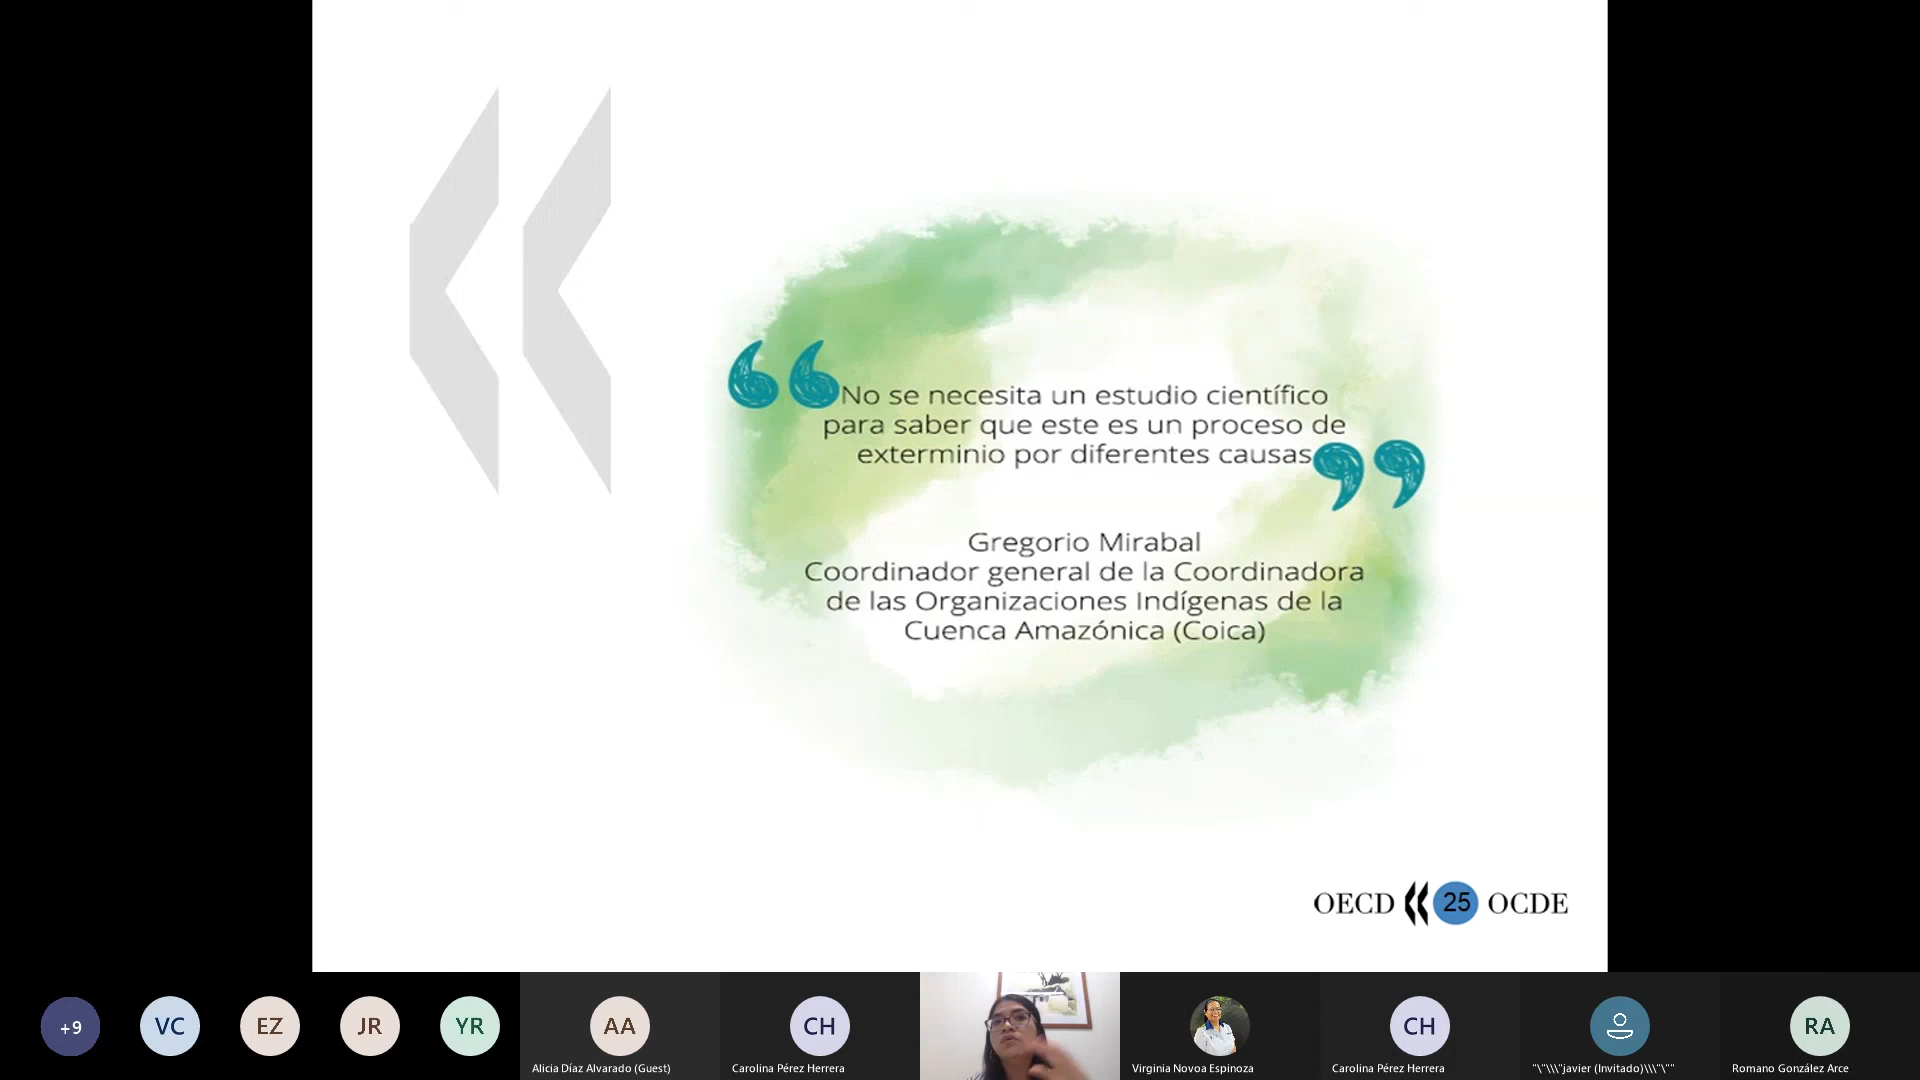 No se necesita un estudio científico
para saber que este es un proceso de
exterminio por diferentes causas
Gregorio Mirabal
Coordinador general de la Coordinadora
de las Organizaciones Indígenas de la
Cuenca Amazónica (Coica)
OECD 25 OCDE
+9
VC
EZ
JR
YR
AA
CH
CH
RA
Alicia Díaz Alvarado (Guest)
Carolina Pérez Herrera
Virginia Novoa Espinoza
Carolina Pérez Herrera
"\"\\\"javier (Invitado)\\\"\""
Romano González Arce